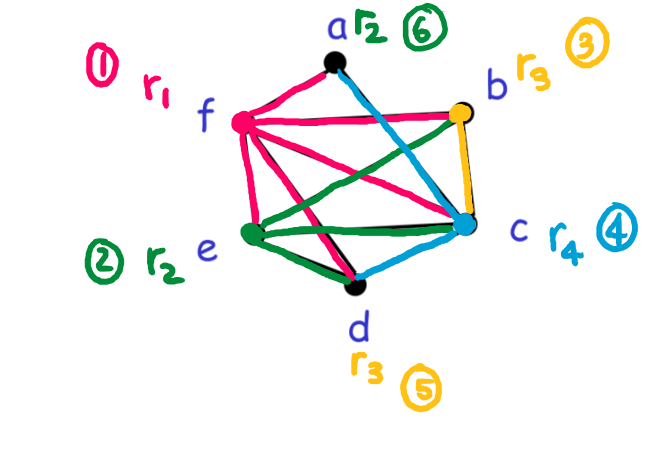 a r2 ⑥
① r1
f
b r3 ③
② r2 e
c r4 ④
d
r3 ⑤